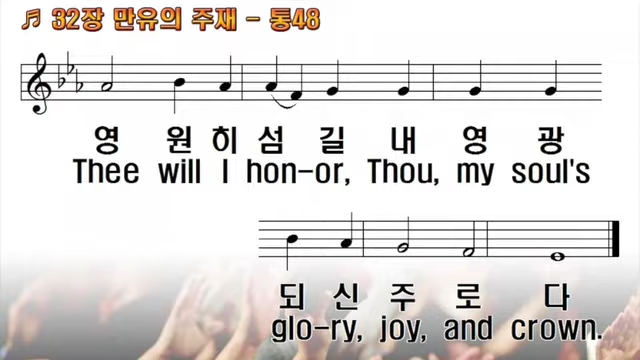 32장 만유의 주재 - 통48
영 원 히 섬 길 내 영 광
Thee will I hon-or, Thou, my soul's
되 신 주 로 다
glo-ry, joy, and crown.